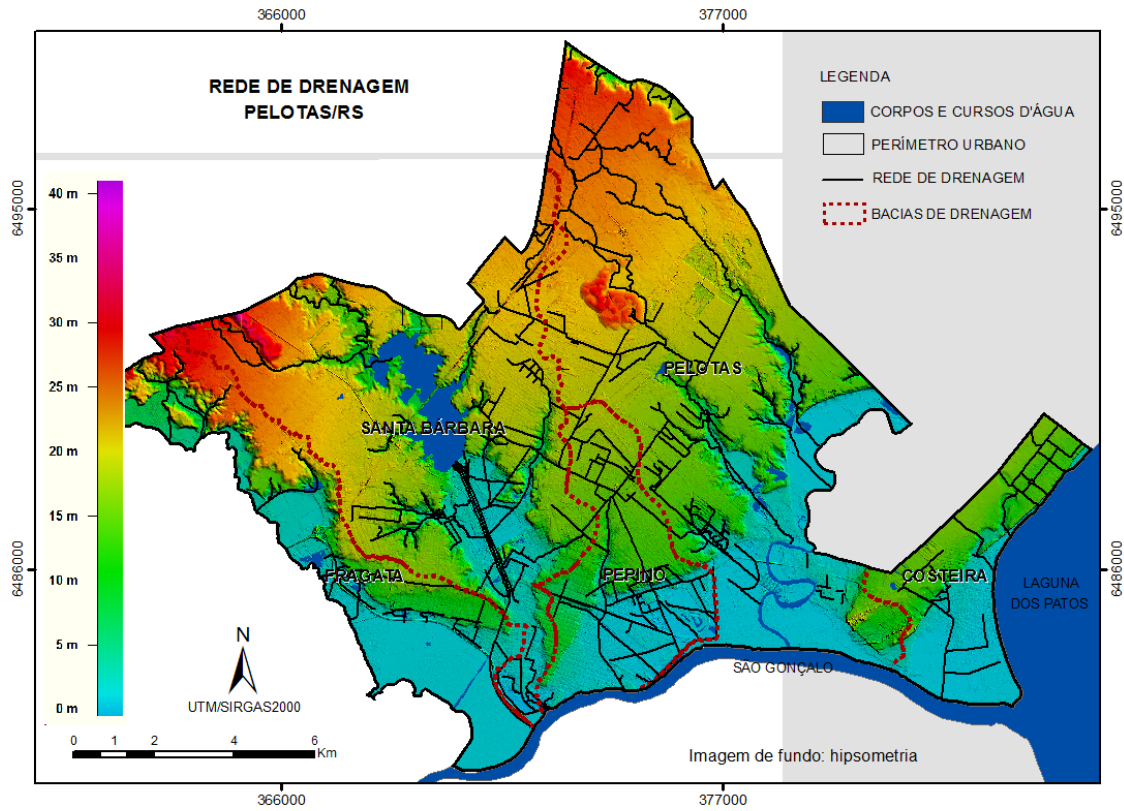 366000
377000
REDE DE DRENAGEM
PELOTAS/RS
LEGENDA
CORPOS E CURSOS D'ÁGUA
PERÍMETRO URBANO
REDE DE DRENAGEM
BACIAS DE DRENAGEM
6495000
6495000
40 m
35 m
30 m
25 m
20 m
15 m
10 m
5 m
0 m
PELOTAS
SANTA BÁRBARA
FRAGATA
PEPINO
COSTEIRA
6486000
6486000
LAGUNA
DOS PATOS
SÃO GONÇALO
N
UTM/SIRGAS2000
0 1 2 4 6
Km
Imagem de fundo: hipsometria
366000
377000